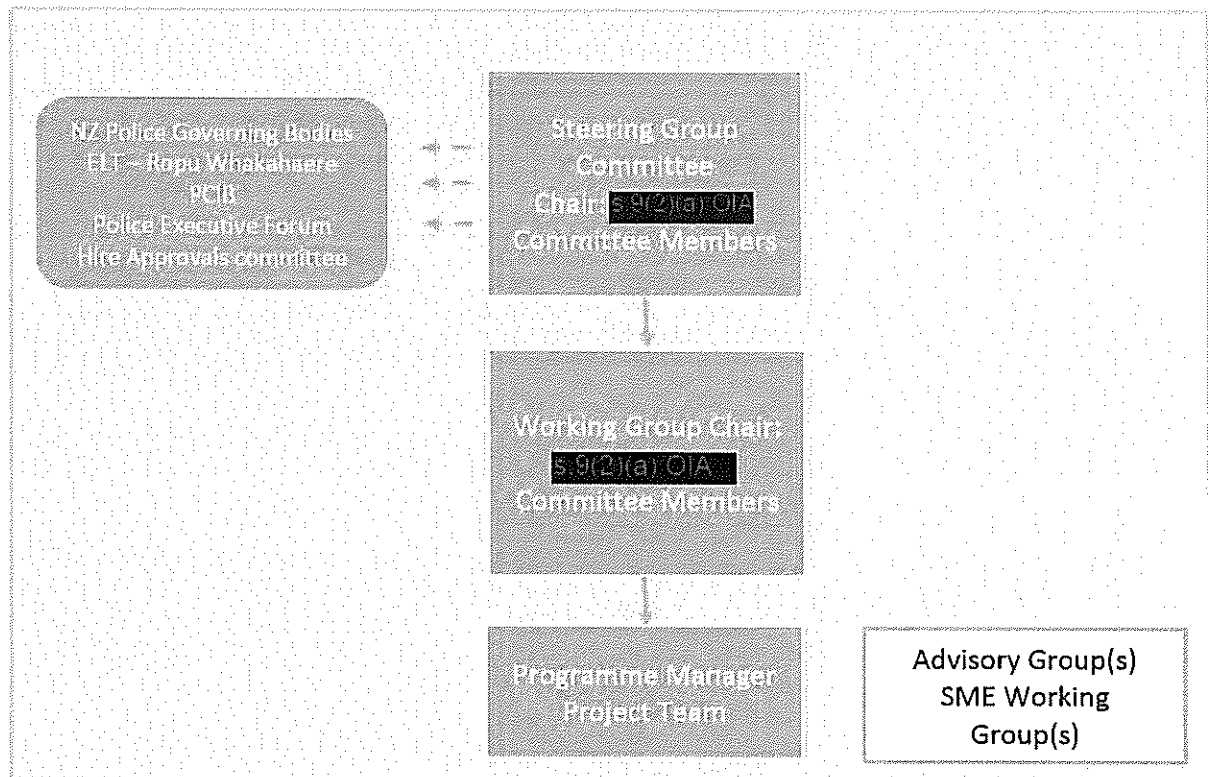 NZ Police Governing Bodies
ELT – Ropu Whakahaere
Police Executive Forum
Hire Approvals committee
Steering Group
Committee
Chair: s.9(2)(a) OIA
Committee Members
Working Group Chair:
s.9(2)(a) OIA
Committee Members
Programme Manager
Project Team
Advisory Group(s)
SME Working
Group(s)